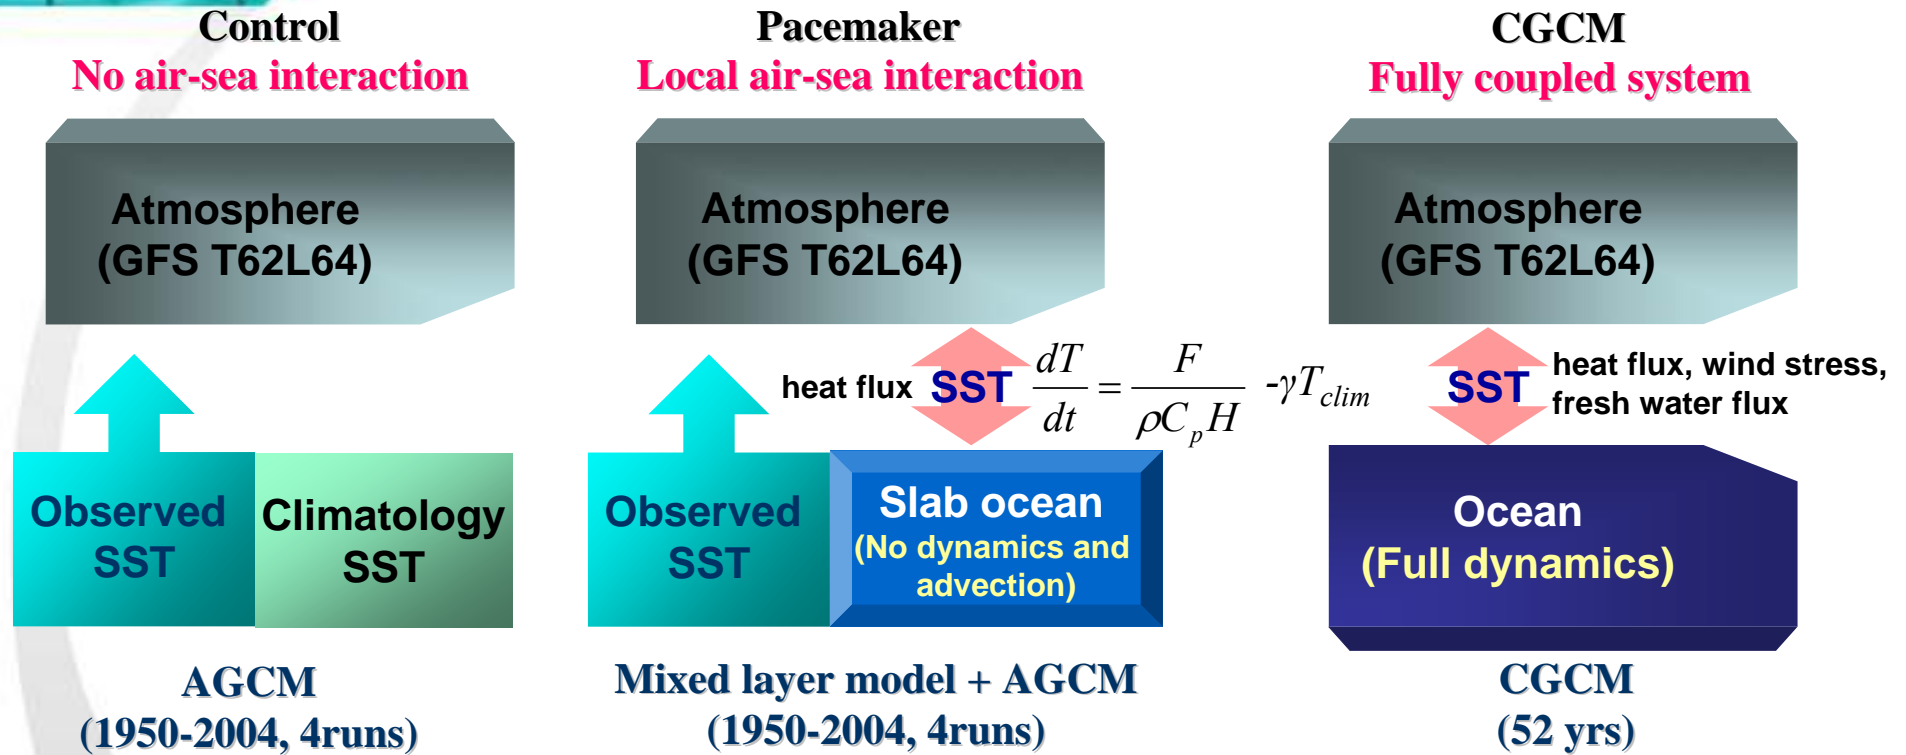 Control
No air-sea interaction
Atmosphere
(GFS T62L64)
Observed
SST
Climatology
SST
AGCM
(1950-2004, 4runs)
Pacemaker
Local air-sea interaction
Atmosphere
(GFS T62L64)
heat flux SST dT/dt = F/(ρC_pH) -γT_clim
Observed
SST
Slab ocean
(No dynamics and
advection)
Mixed layer model + AGCM
(1950-2004, 4runs)
CGCM
Fully coupled system
Atmosphere
(GFS T62L64)
SST
heat flux, wind stress,
fresh water flux
Ocean
(Full dynamics)
CGCM
(52 yrs)